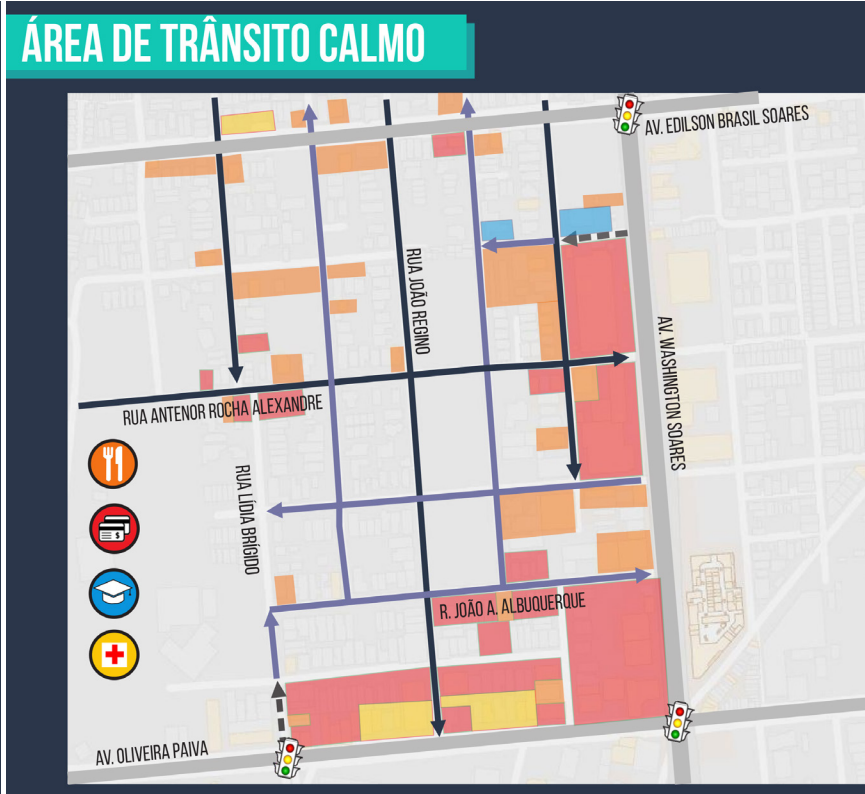 ÁREA DE TRÂNSITO CALMO
AV. EDILSON BRASIL SOARES
RUA JOÃO REGINO
AV. WASHINGTON SOARES
RUA ANTENOR ROCHA ALEXANDRE
RUA LÍDIA BRÍGIDO
R. JOÃO A. ALBUQUERQUE
AV. OLIVEIRA PAIVA